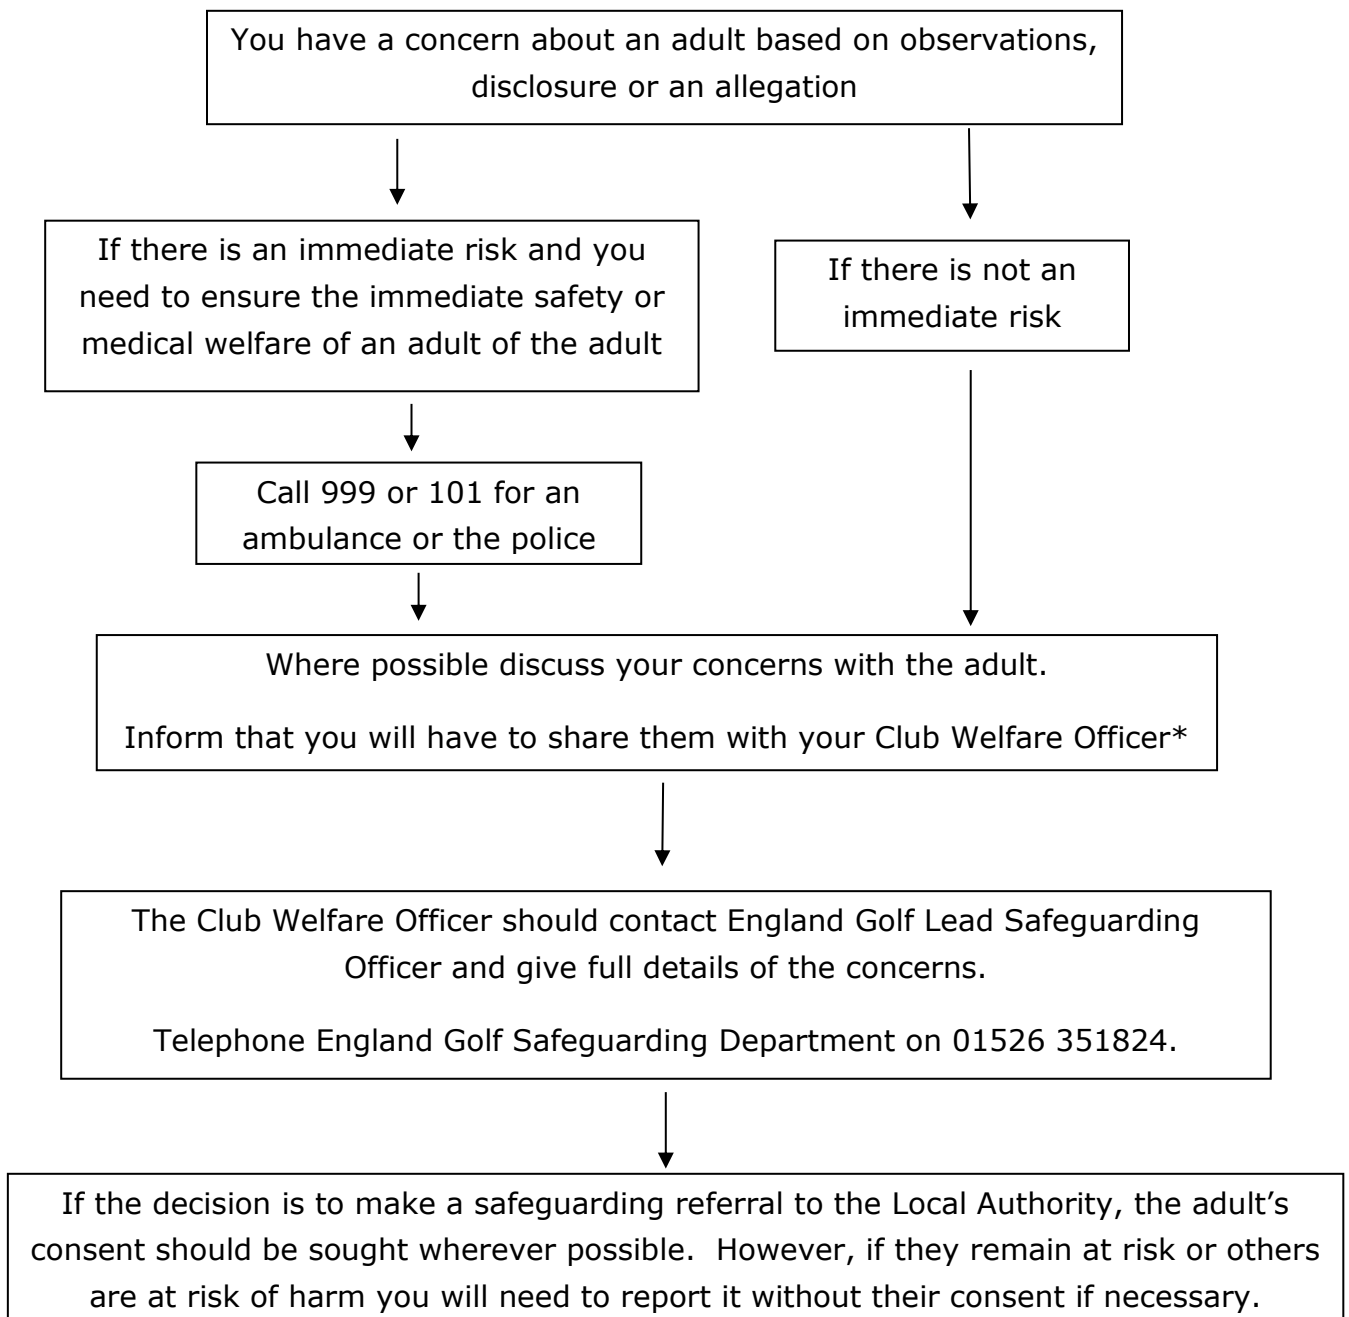 You have a concern about an adult based on observations,
disclosure or an allegation
If there is an immediate risk and you
need to ensure the immediate safety or
medical welfare of an adult of the adult
If there is not an
immediate risk
Call 999 or 101 for an
ambulance or the police
Where possible discuss your concerns with the adult.
Inform that you will have to share them with your Club Welfare Officer*
The Club Welfare Officer should contact England Golf Lead Safeguarding
Officer and give full details of the concerns.
Telephone England Golf Safeguarding Department on 01526 351824.
If the decision is to make a safeguarding referral to the Local Authority, the adult’s
consent should be sought wherever possible.  However, if they remain at risk or others
are at risk of harm you will need to report it without their consent if necessary.